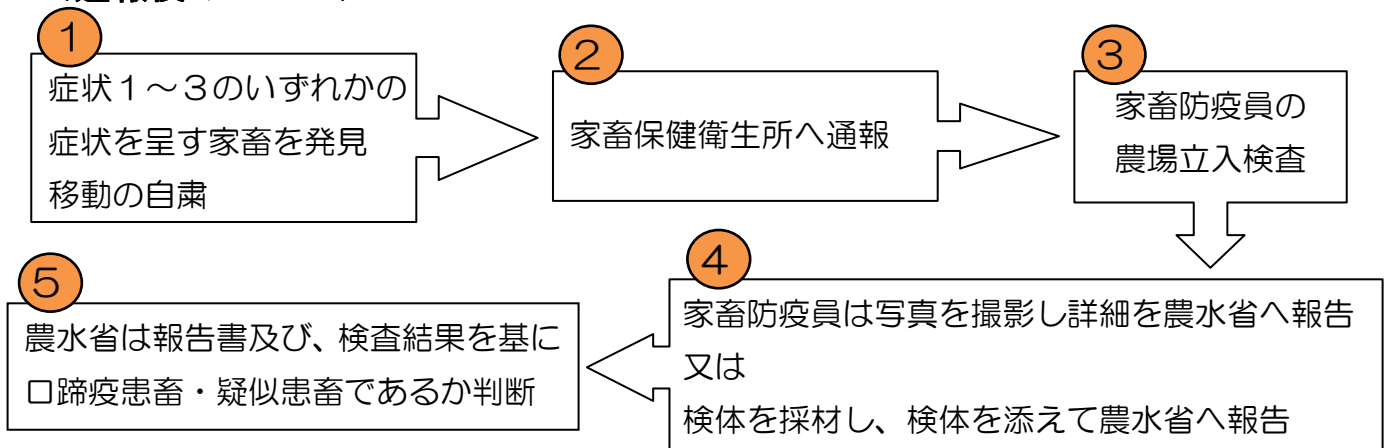 ①
症状１～３のいずれかの
症状を呈す家畜を発見
移動の自粛
②
家畜保健衛生所へ通報
③
家畜防疫員の
農場立入検査
④
家畜防疫員は写真を撮影し詳細を農水省へ報告
又は
検体を採材し、検体を添えて農水省へ報告
⑤
農水省は報告書及び、検査結果を基に
口蹄疫患畜・疑似患畜であるか判断